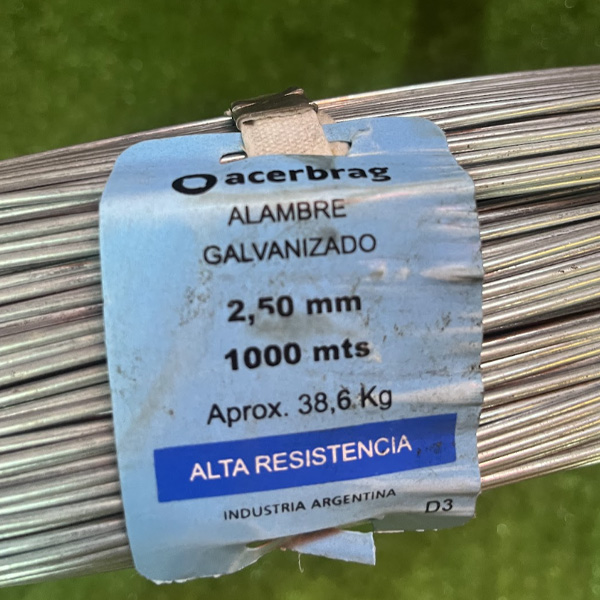 acerbrag
ALAMBRE
GALVANIZADO
2,50 mm
1000 mts
Aprox. 38,6 Kg
ALTA RESISTENCIA
INDUSTRIA ARGENTINA
D3